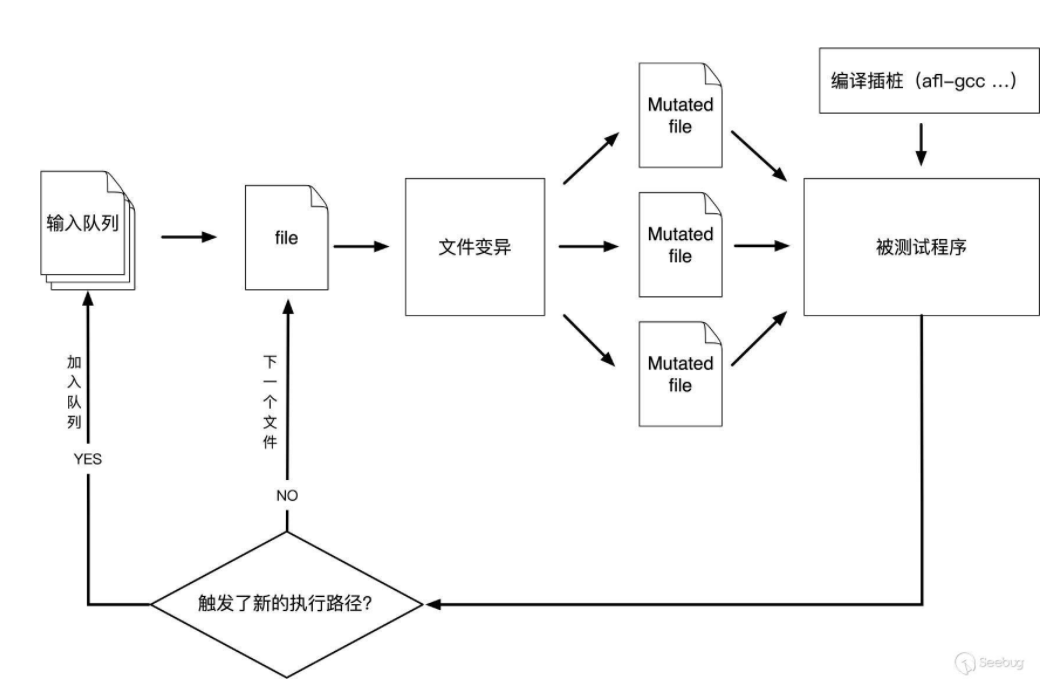 编译插桩（afl-gcc ...）
Mutated
file
输入队列
file
文件变异
Mutated
file
被测试程序
Mutated
file
加入队列
YES
下一个文件
NO
触发了新的执行路径?
Seebug